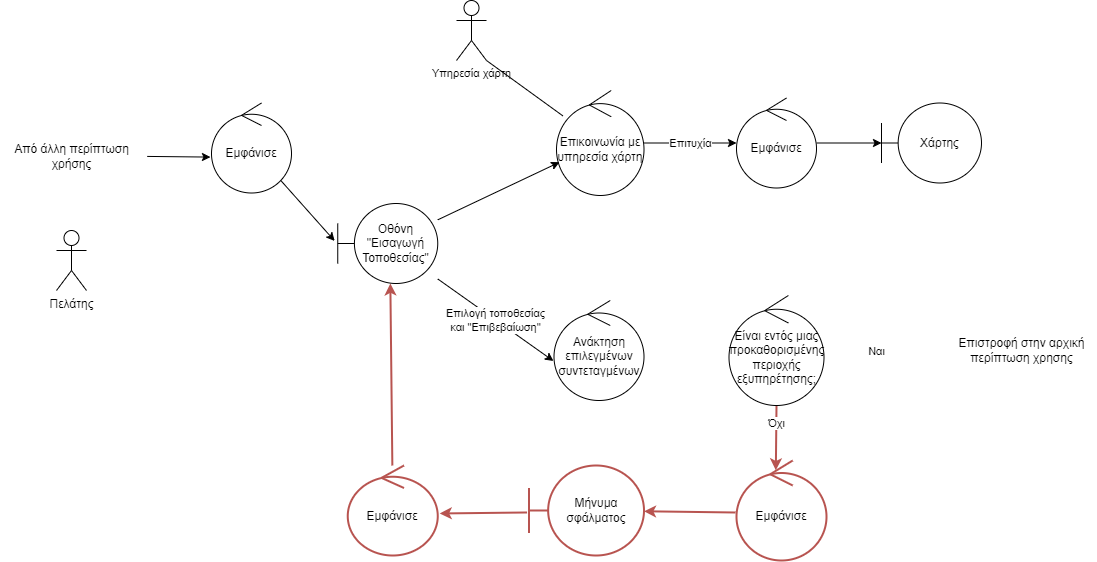 Υπηρεσία χάρτη
Από άλλη περίπτωση
χρήσης
Εμφάνισε
Επικοινωνία με
υπηρεσία χάρτη
Επιτυχία
Εμφάνισε
Χάρτης
Οθόνη
"Εισαγωγή
Τοποθεσίας"
Πελάτης
Επιλογή τοποθεσίας
και "Επιβεβαίωση"
Ανάκτηση
επιλεγμένων
συντεταγμένων
Είναι εντός μιας
προκαθορισμένης
περιοχής
εξυπηρέτησης;
Ναι
Επιστροφή στην αρχική
περίπτωση χρησης
Όχι
Εμφάνισε
Μήνυμα
σφάλματος
Εμφάνισε